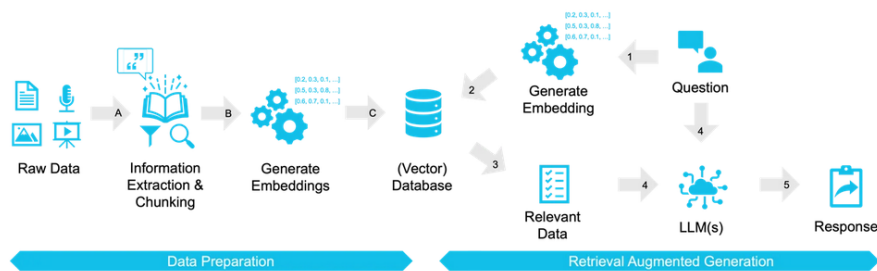 [0.2, 0.3, 0.1, ...]
[0.5, 0.3, 0.8, ...]
[0.6, 0.7, 0.1, ...]
1
2
Generate
Embedding
Question
[0.2, 0.3, 0.1, ...]
[0.5, 0.3, 0.8, ...]
[0.6, 0.7, 0.1, ...]
A
B
C
3
4
4
5
Raw Data
Information
Extraction &
Chunking
Generate
Embeddings
(Vector)
Database
Relevant
Data
LLM(s)
Response
Data Preparation
Retrieval Augmented Generation